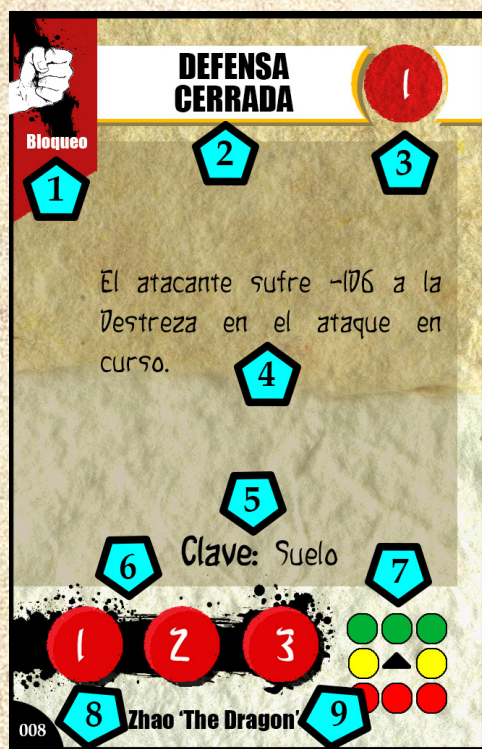 DEFENSA
CERRADA
1
Bloqueo
1
2
3
El atacante sufre -1D6 a la
Destreza en el ataque en
curso.
4
5
Clave: Suelo
6
7
1 2 3
008
8
Zhao 'The Dragon'
9